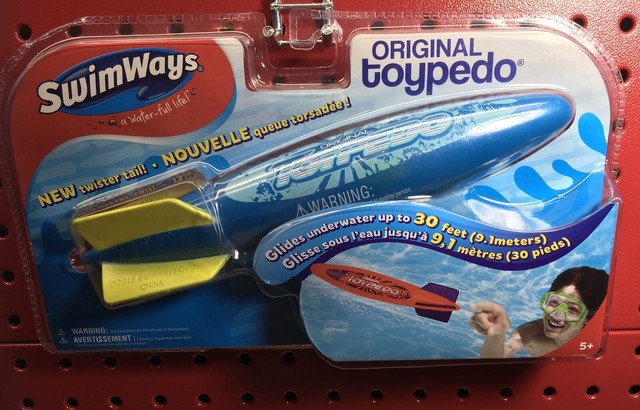 SwimWays®
a water-full life!™
ORIGINAL
toypedo®
NEW twister tail! • NOUVELLE queue torsadée !
ORIGINAL
TOYPEDO
⚠ WARNING:
Glides underwater up to 30 feet (9.1meters)
Glisse sous l'eau jusqu'à 9,1 mètres (30 pieds)
TOYPEDO
©2012 SwimWays Corp.
CHINA
⚠ WARNING:
⚠ AVERTISSEMENT:
5+